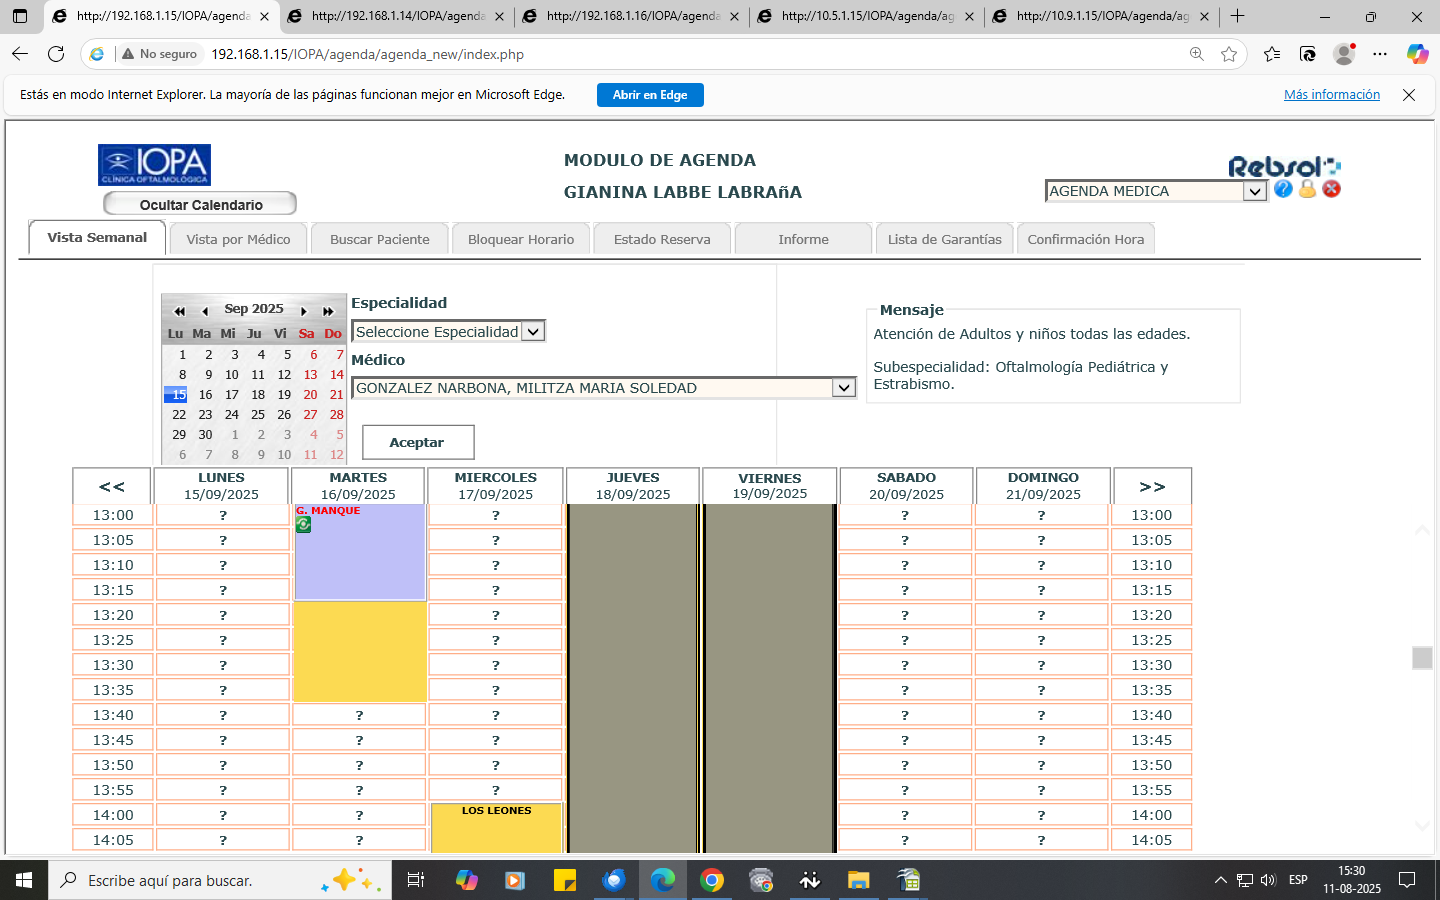 http://192.168.1.15/IOPA/agenda
http://192.168.1.14/IOPA/agenda
http://192.168.1.16/IOPA/agenda
http://10.5.1.15/IOPA/agenda/ag
http://10.9.1.15/IOPA/agenda/ag
No seguro
192.168.1.15/IOPA/agenda/agenda_new/index.php
Estás en modo Internet Explorer. La mayoría de las páginas funcionan mejor en Microsoft Edge.
Abrir en Edge
Más información
IOPA
CLÍNICA OFTALMOLOGICA
MODULO DE AGENDA
GIANINA LABBE LABRAñA
Rebsol
AGENDA MEDICA
Ocultar Calendario
Vista Semanal
Vista por Médico
Buscar Paciente
Bloquear Horario
Estado Reserva
Informe
Lista de Garantías
Confirmación Hora
Sep 2025
Lu Ma Mi Ju Vi Sa Do
1 2 3 4 5 6 7
8 9 10 11 12 13 14
15 16 17 18 19 20 21
22 23 24 25 26 27 28
29 30 1 2 3 4 5
6 7 8 9 10 11 12
Especialidad
Seleccione Especialidad
Médico
GONZALEZ NARBONA, MILITZA MARIA SOLEDAD
Aceptar
Mensaje
Atención de Adultos y niños todas las edades.
Subespecialidad: Oftalmología Pediátrica y
Estrabismo.
<< LUNES MARTES MIERCOLES JUEVES VIERNES SABADO DOMINGO >>
15/09/2025 16/09/2025 17/09/2025 18/09/2025 19/09/2025 20/09/2025 21/09/2025
13:00 ? G. MANQUE ? ? ? 13:00
13:05 ? ? ? ? 13:05
13:10 ? ? ? ? 13:10
13:15 ? ? ? ? 13:15
13:20 ? ? ? ? 13:20
13:25 ? ? ? ? 13:25
13:30 ? ? ? ? 13:30
13:35 ? ? ? ? 13:35
13:40 ? ? ? ? ? 13:40
13:45 ? ? ? ? ? 13:45
13:50 ? ? ? ? ? 13:50
13:55 ? ? ? ? ? 13:55
14:00 ? ? LOS LEONES ? ? 14:00
14:05 ? ? ? ? 14:05
Escribe aquí para buscar.
ESP
15:30
11-08-2025